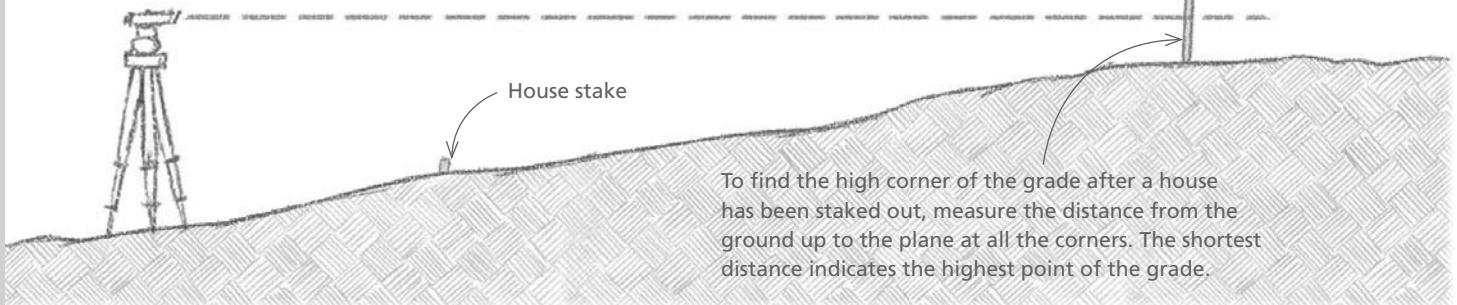 House stake
To find the high corner of the grade after a house
has been staked out, measure the distance from the
ground up to the plane at all the corners. The shortest
distance indicates the highest point of the grade.